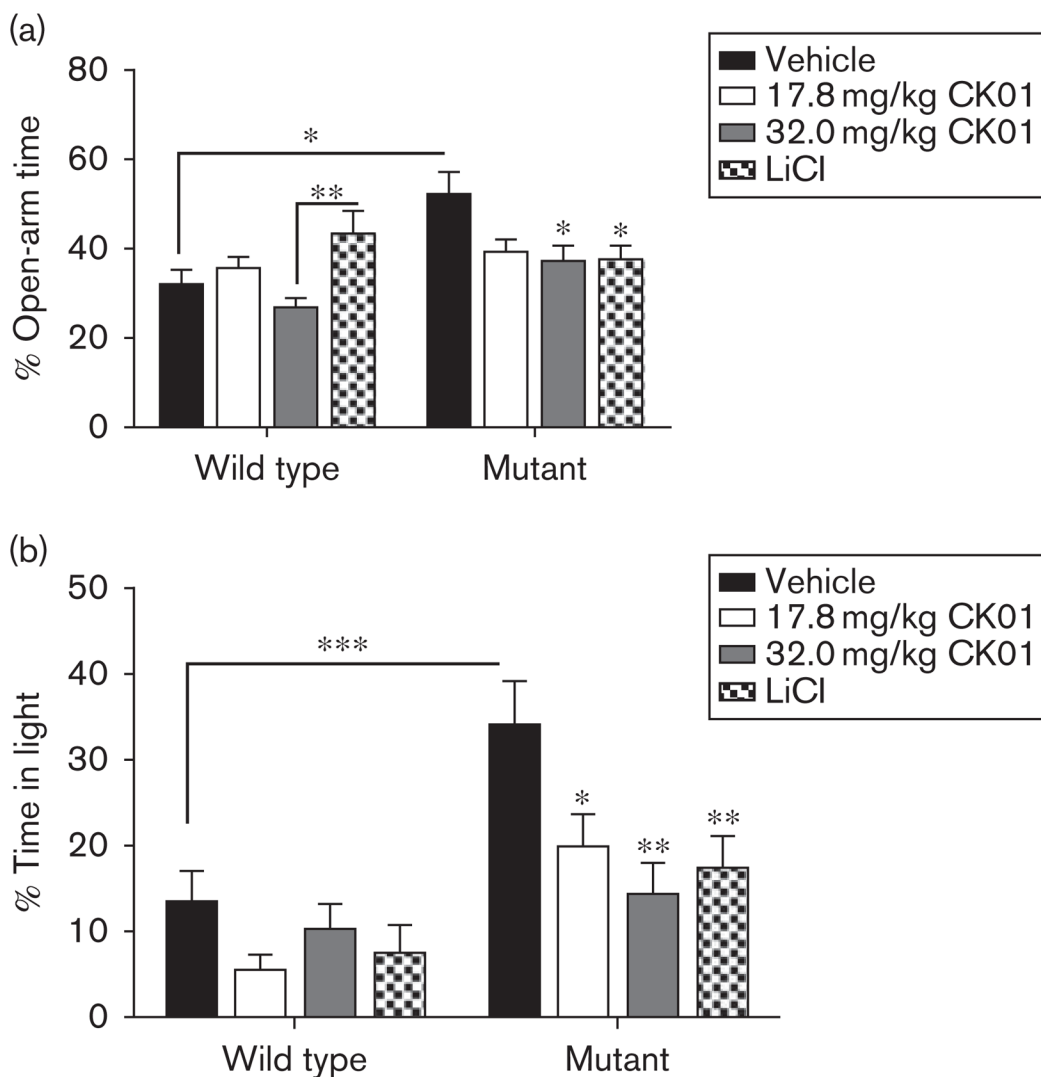 (a)
80
60
40
20
0
% Open-arm time
*
**
*
*
Wild type
Mutant
Vehicle
17.8 mg/kg CK01
32.0 mg/kg CK01
LiCl
(b)
50
40
30
20
10
0
% Time in light
***
*
**
**
Wild type
Mutant
Vehicle
17.8 mg/kg CK01
32.0 mg/kg CK01
LiCl